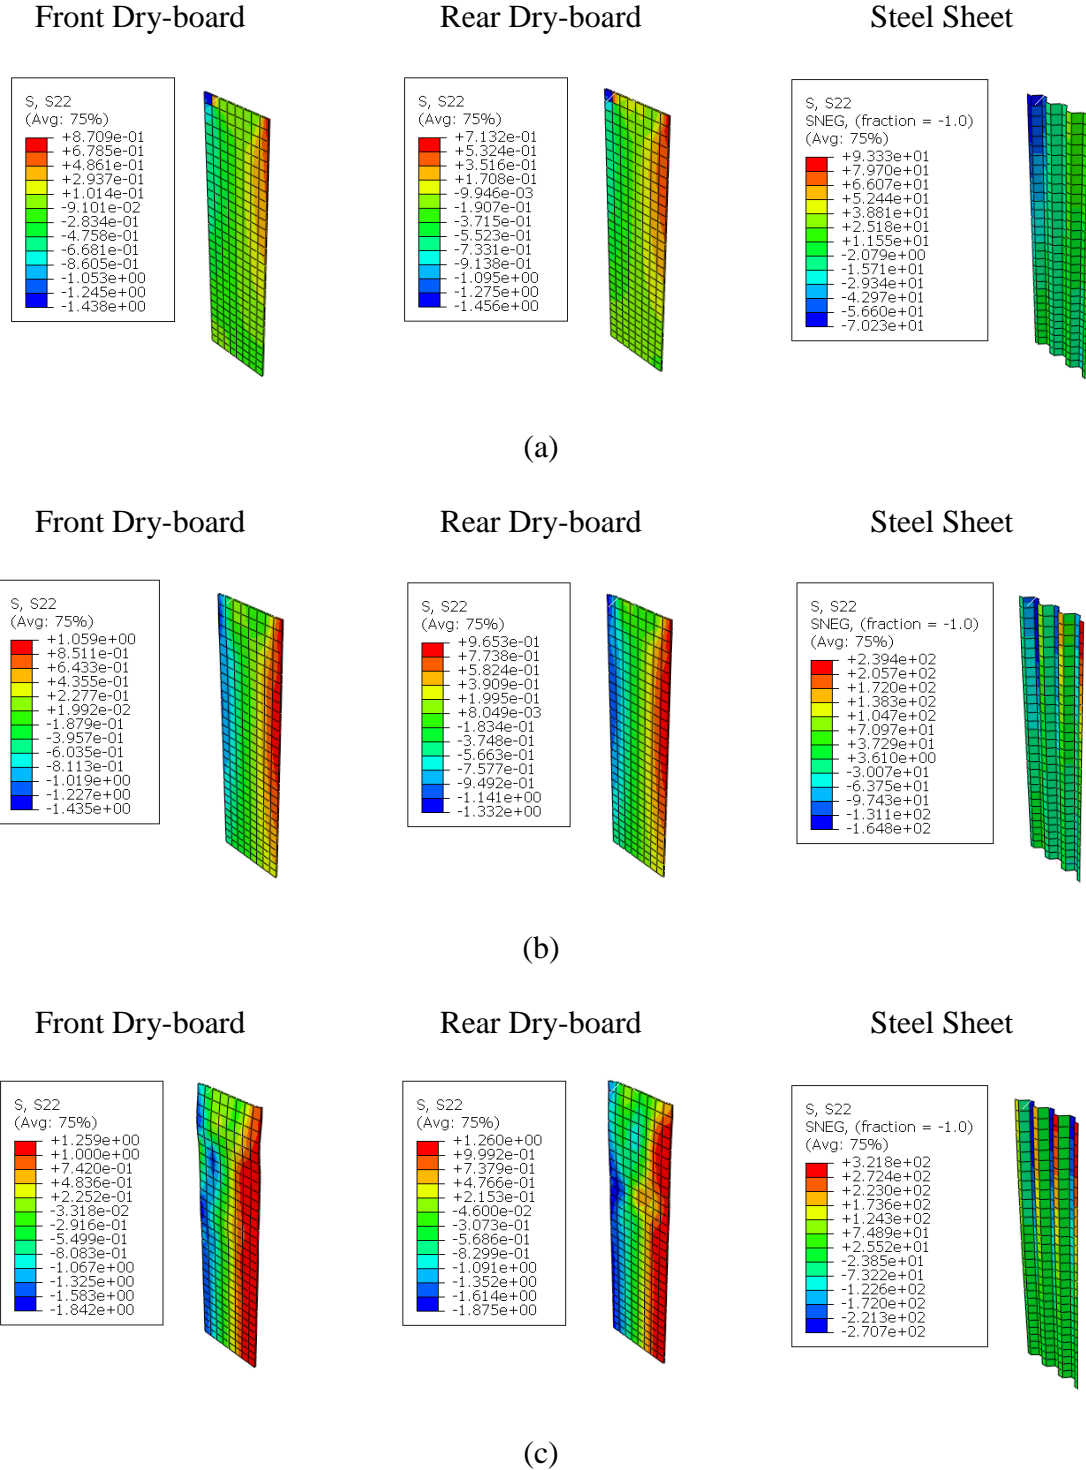 Front Dry-board
Rear Dry-board
Steel Sheet
S, S22
(Avg: 75%)
+8.709e-01
+6.785e-01
+4.861e-01
+2.937e-01
+1.014e-01
-9.101e-02
-2.834e-01
-4.758e-01
-6.681e-01
-8.605e-01
-1.053e+00
-1.245e+00
-1.438e+00
S, S22
(Avg: 75%)
+7.132e-01
+5.324e-01
+3.516e-01
+1.708e-01
-9.946e-03
-1.907e-01
-3.715e-01
-5.523e-01
-7.331e-01
-9.138e-01
-1.095e+00
-1.275e+00
-1.456e+00
S, S22
SNEG, (fraction = -1.0)
(Avg: 75%)
+9.333e+01
+7.970e+01
+6.607e+01
+5.244e+01
+3.881e+01
+2.518e+01
+1.155e+01
-2.079e+00
-1.571e+01
-2.934e+01
-4.297e+01
-5.660e+01
-7.023e+01
(a)
Front Dry-board
Rear Dry-board
Steel Sheet
S, S22
(Avg: 75%)
+1.059e+00
+8.511e-01
+6.433e-01
+4.355e-01
+2.277e-01
+1.992e-02
-1.879e-01
-3.957e-01
-6.035e-01
-8.113e-01
-1.019e+00
-1.227e+00
-1.435e+00
S, S22
(Avg: 75%)
+9.653e-01
+7.738e-01
+5.824e-01
+3.909e-01
+1.995e-01
+8.049e-03
-1.834e-01
-3.748e-01
-5.663e-01
-7.577e-01
-9.492e-01
-1.141e+00
-1.332e+00
S, S22
SNEG, (fraction = -1.0)
(Avg: 75%)
+2.394e+02
+2.057e+02
+1.720e+02
+1.383e+02
+1.047e+02
+7.097e+01
+3.729e+01
+3.610e+00
-3.007e+01
-6.375e+01
-9.743e+01
-1.311e+02
-1.648e+02
(b)
Front Dry-board
Rear Dry-board
Steel Sheet
S, S22
(Avg: 75%)
+1.259e+00
+1.000e+00
+7.420e-01
+4.836e-01
+2.252e-01
-3.318e-02
-2.916e-01
-5.499e-01
-8.083e-01
-1.067e+00
-1.325e+00
-1.583e+00
-1.842e+00
S, S22
(Avg: 75%)
+1.260e+00
+9.992e-01
+7.379e-01
+4.766e-01
+2.153e-01
-4.600e-02
-3.073e-01
-5.686e-01
-8.299e-01
-1.091e+00
-1.352e+00
-1.614e+00
-1.875e+00
S, S22
SNEG, (fraction = -1.0)
(Avg: 75%)
+3.218e+02
+2.724e+02
+2.230e+02
+1.736e+02
+1.243e+02
+7.489e+01
+2.552e+01
-2.385e+01
-7.322e+01
-1.226e+02
-1.720e+02
-2.213e+02
-2.707e+02
(c)